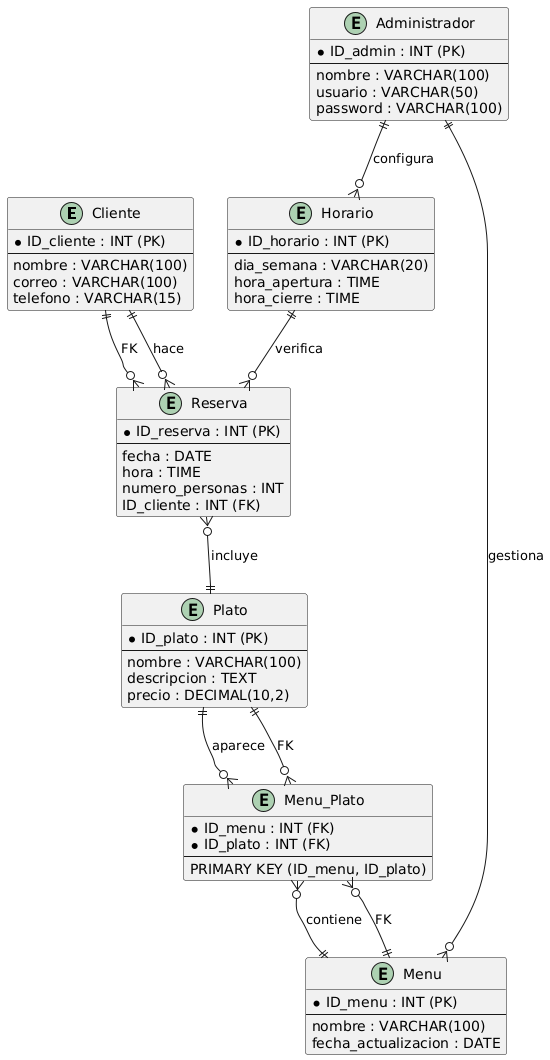 E Administrador
ID_admin : INT (PK)
nombre : VARCHAR(100)
usuario : VARCHAR(50)
password : VARCHAR(100)
configura
E Cliente
ID_cliente : INT (PK)
nombre : VARCHAR(100)
correo : VARCHAR(100)
telefono : VARCHAR(15)
E Horario
ID_horario : INT (PK)
dia_semana : VARCHAR(20)
hora_apertura : TIME
hora_cierre : TIME
FK
hace
verifica
E Reserva
ID_reserva : INT (PK)
fecha : DATE
hora : TIME
numero_personas : INT
ID_cliente : INT (FK)
incluye
gestiona
E Plato
ID_plato : INT (PK)
nombre : VARCHAR(100)
descripcion : TEXT
precio : DECIMAL(10,2)
aparece
FK
E Menu_Plato
ID_menu : INT (FK)
ID_plato : INT (FK)
PRIMARY KEY (ID_menu, ID_plato)
contiene
FK
E Menu
ID_menu : INT (PK)
nombre : VARCHAR(100)
fecha_actualizacion : DATE